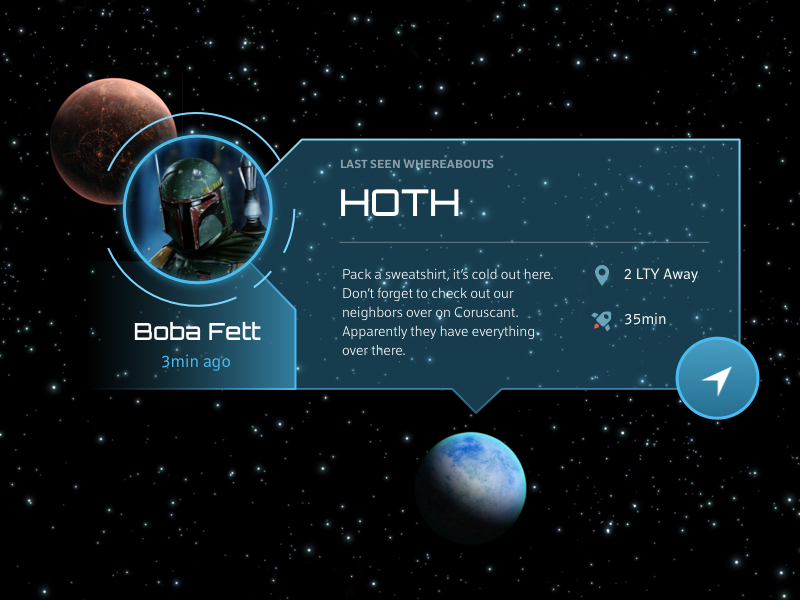 LAST SEEN WHEREABOUTS
HOTH
Pack a sweatshirt, it's cold out here.
Don't forget to check out our
neighbors over on Coruscant.
Apparently they have everything
over there.
2 LTY Away
35min
Boba Fett
3min ago